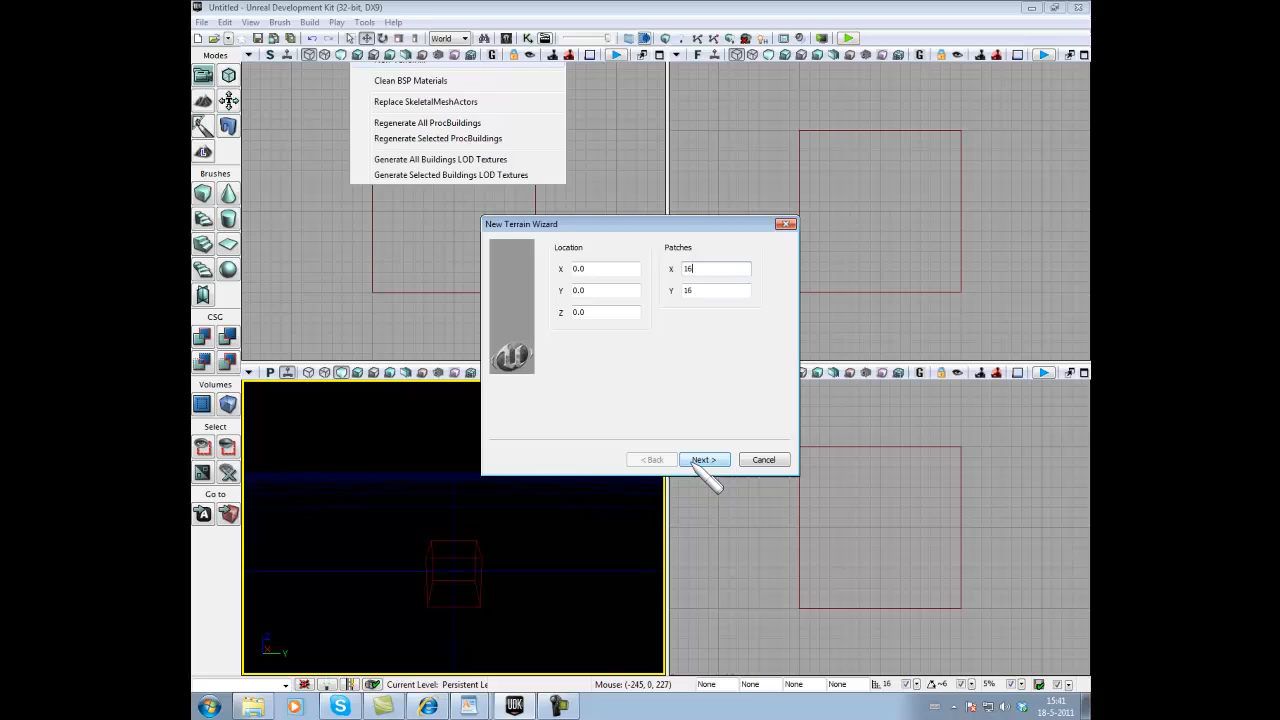 Untitled - Unreal Development Kit (32-bit, DX9)
File Edit View Brush Build Play Tools Help
World
Modes
S
G
F
G
Clean BSP Materials
Replace SkeletalMeshActors
Regenerate All ProcBuildings
Regenerate Selected ProcBuildings
Generate All Buildings LOD Textures
Generate Selected Buildings LOD Textures
Brushes
New Terrain Wizard
Location
Patches
X 0.0
X 16
Y 0.0
Y 16
Z 0.0
CSG
P
G
Volumes
Select
< Back
Next >
Cancel
Go to
Z
X
Y
Current Level: Persistent Le
Mouse: (-245, 0, 227)
None
None
None
None
16
~6
5%
UDK
15:41
18-5-2011